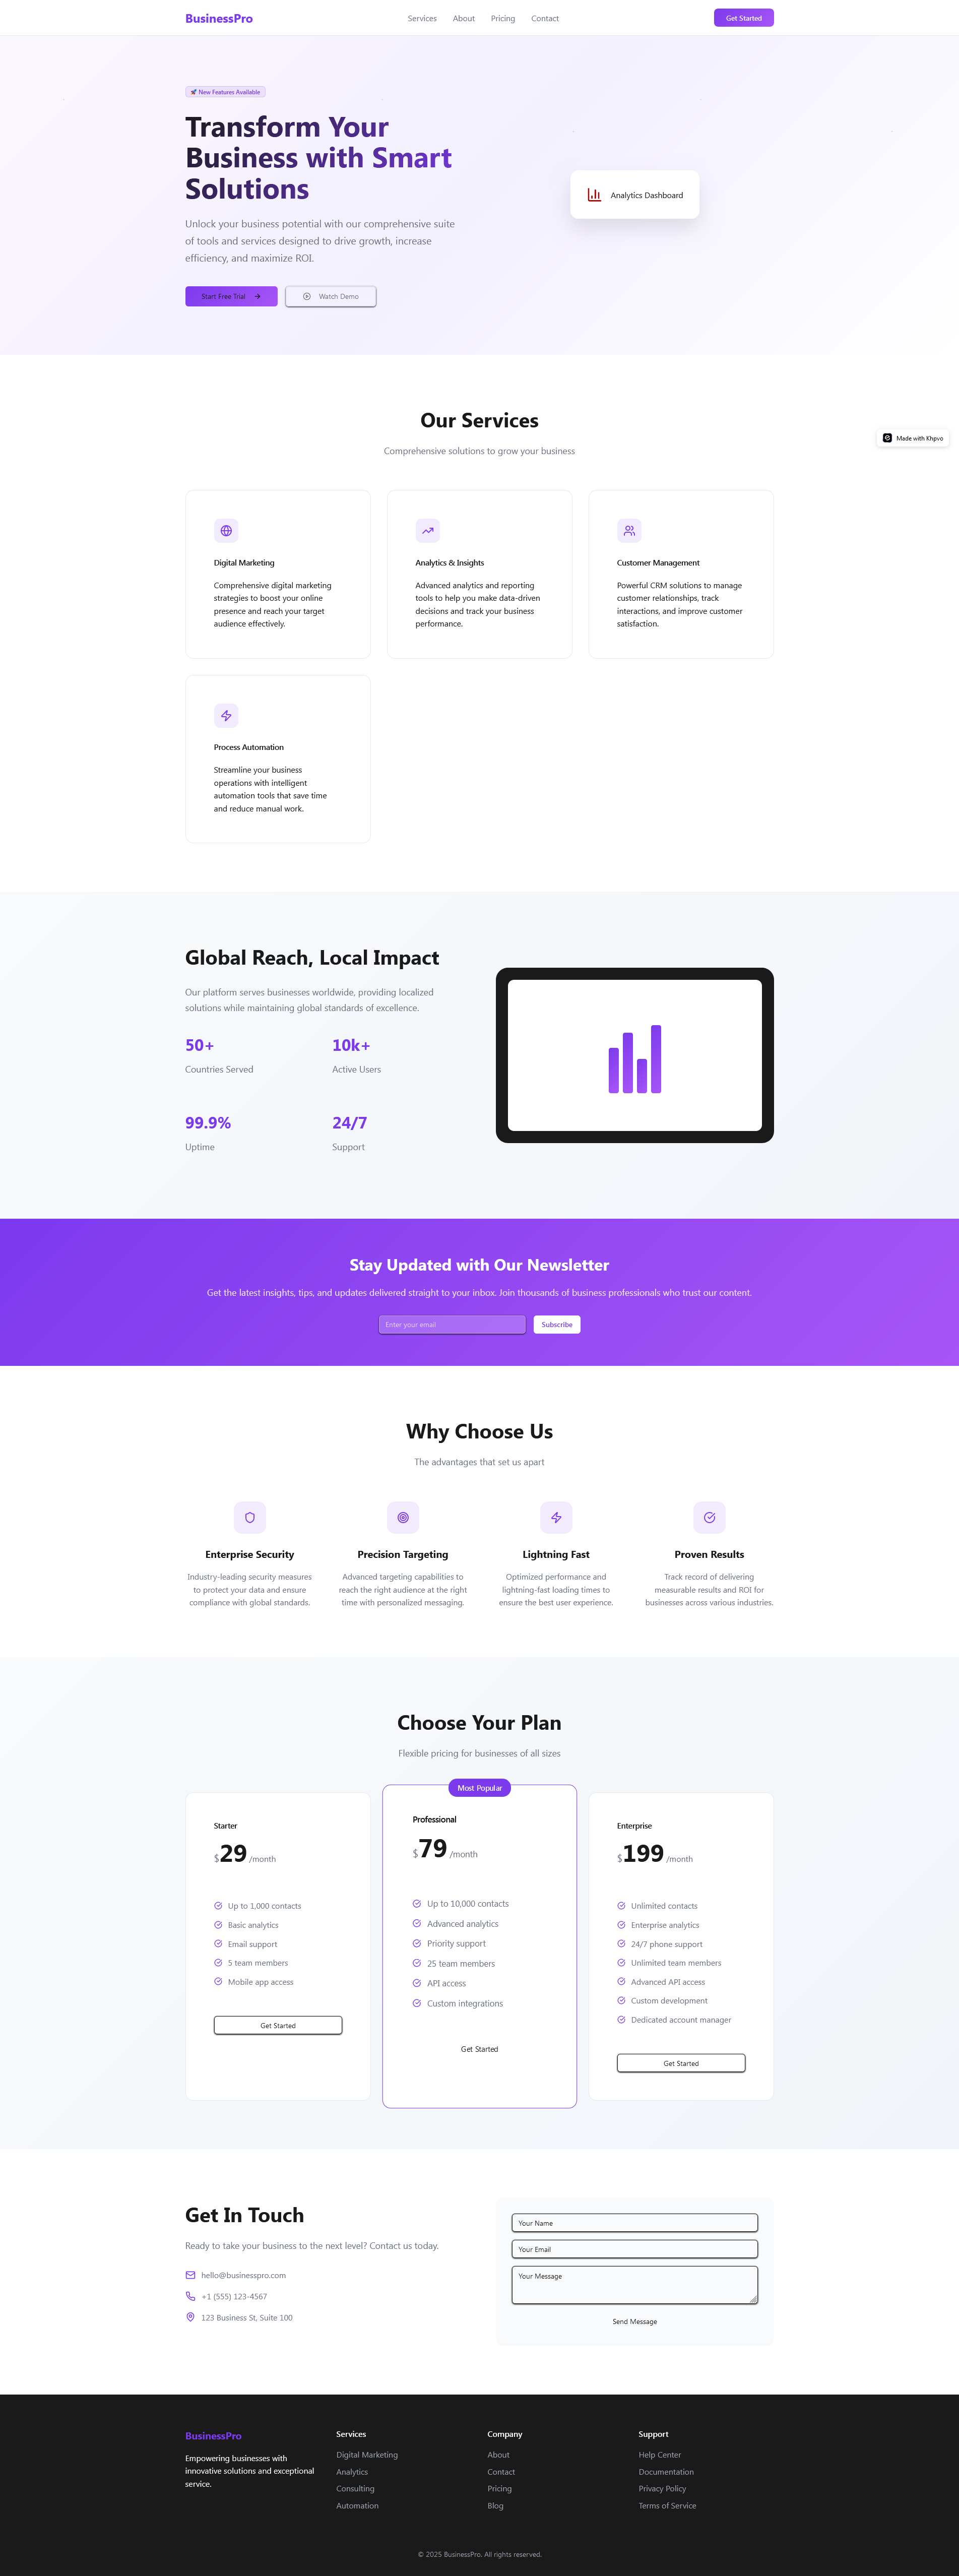 BusinessPro
Services
About
Pricing
Contact
Get Started
🚀 New Features Available
Transform Your
Business with Smart
Solutions
Unlock your business potential with our comprehensive suite
of tools and services designed to drive growth, increase
efficiency, and maximize ROI.
Start Free Trial
Watch Demo
Analytics Dashboard
Our Services
Comprehensive solutions to grow your business
Made with Khpvo
Digital Marketing
Comprehensive digital marketing
strategies to boost your online
presence and reach your target
audience effectively.
Analytics & Insights
Advanced analytics and reporting
tools to help you make data-driven
decisions and track your business
performance.
Customer Management
Powerful CRM solutions to manage
customer relationships, track
interactions, and improve customer
satisfaction.
Process Automation
Streamline your business
operations with intelligent
automation tools that save time
and reduce manual work.
Global Reach, Local Impact
Our platform serves businesses worldwide, providing localized
solutions while maintaining global standards of excellence.
50+
Countries Served
10k+
Active Users
99.9%
Uptime
24/7
Support
Stay Updated with Our Newsletter
Get the latest insights, tips, and updates delivered straight to your inbox. Join thousands of business professionals who trust our content.
Enter your email
Subscribe
Why Choose Us
The advantages that set us apart
Enterprise Security
Industry-leading security measures
to protect your data and ensure
compliance with global standards.
Precision Targeting
Advanced targeting capabilities to
reach the right audience at the right
time with personalized messaging.
Lightning Fast
Optimized performance and
lightning-fast loading times to
ensure the best user experience.
Proven Results
Track record of delivering
measurable results and ROI for
businesses across various industries.
Choose Your Plan
Flexible pricing for businesses of all sizes
Starter
$29 /month
Up to 1,000 contacts
Basic analytics
Email support
5 team members
Mobile app access
Get Started
Most Popular
Professional
$79 /month
Up to 10,000 contacts
Advanced analytics
Priority support
25 team members
API access
Custom integrations
Get Started
Enterprise
$199 /month
Unlimited contacts
Enterprise analytics
24/7 phone support
Unlimited team members
Advanced API access
Custom development
Dedicated account manager
Get Started
Get In Touch
Ready to take your business to the next level? Contact us today.
hello@businesspro.com
+1 (555) 123-4567
123 Business St, Suite 100
Your Name
Your Email
Your Message
Send Message
BusinessPro
Empowering businesses with
innovative solutions and exceptional
service.
Services
Digital Marketing
Analytics
Consulting
Automation
Company
About
Contact
Pricing
Blog
Support
Help Center
Documentation
Privacy Policy
Terms of Service
© 2025 BusinessPro. All rights reserved.